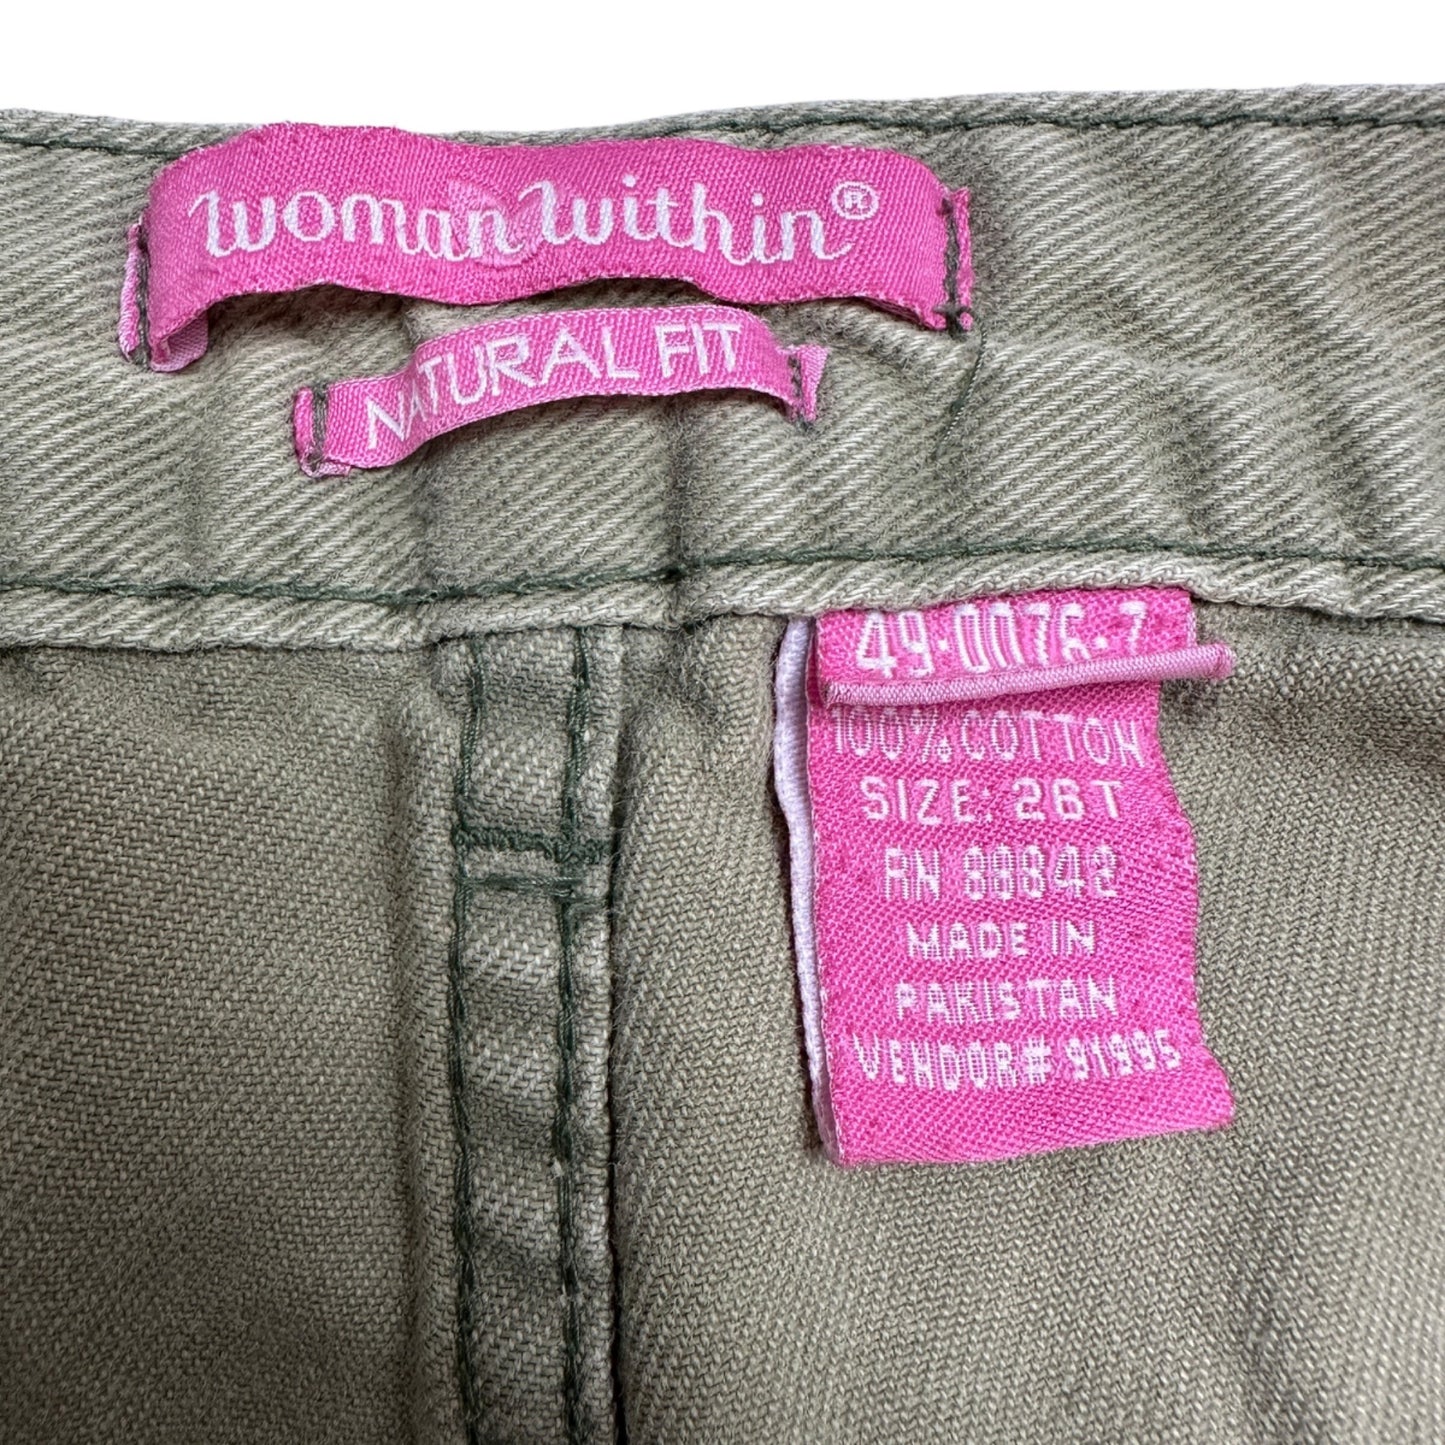 woman within®
NATURAL FIT
49-0076-7
100% COTTON
SIZE: 26T
RN 88842
MADE IN
PAKISTAN
VENDOR# 91995